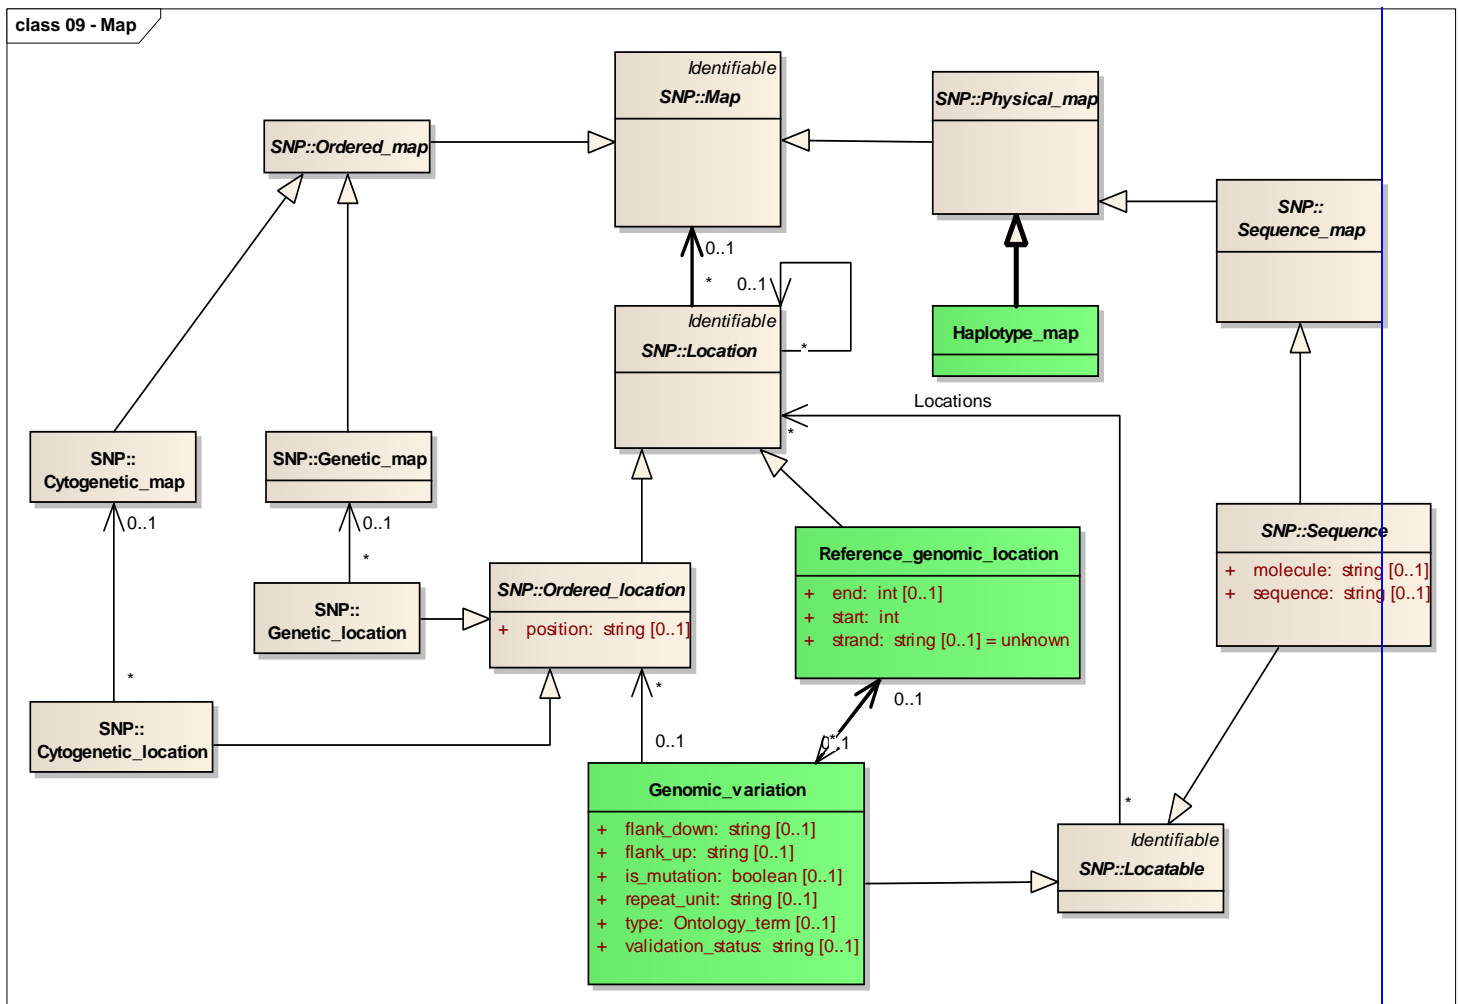 class 09 - Map
Identifiable
SNP::Map
SNP::Physical_map
SNP::Ordered_map
SNP::
Sequence_map
0..1
*
0..1
*
Identifiable
SNP::Location
Haplotype_map
Locations
*
SNP::
Cytogenetic_map
SNP::Genetic_map
0..1
*
0..1
*
SNP::
Genetic_location
SNP::Ordered_location
+ position: string [0..1]
Reference_genomic_location
+ end: int [0..1]
+ start: int
+ strand: string [0..1] = unknown
SNP::Sequence
+ molecule: string [0..1]
+ sequence: string [0..1]
SNP::
Cytogenetic_location
*
0..1
0..1
*
0..1
Genomic_variation
+ flank_down: string [0..1]
+ flank_up: string [0..1]
+ is_mutation: boolean [0..1]
+ repeat_unit: string [0..1]
+ type: Ontology_term [0..1]
+ validation_status: string [0..1]
*
Identifiable
SNP::Locatable